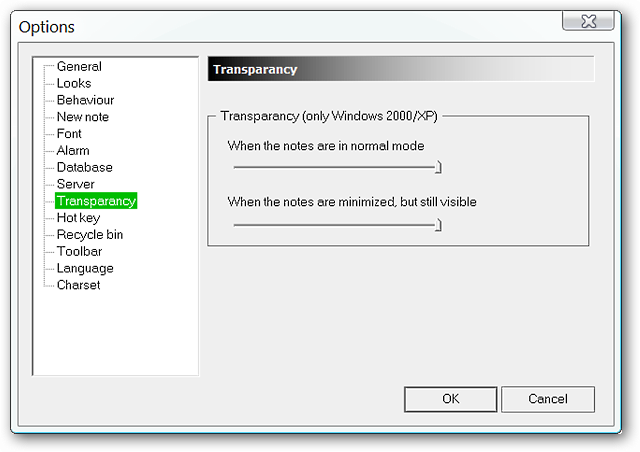 Options
General
Looks
Behaviour
New note
Font
Alarm
Database
Server
Transparancy
Hot key
Recycle bin
Toolbar
Language
Charset
Transparancy
Transparancy (only Windows 2000/XP)
When the notes are in normal mode
When the notes are minimized, but still visible
OK
Cancel